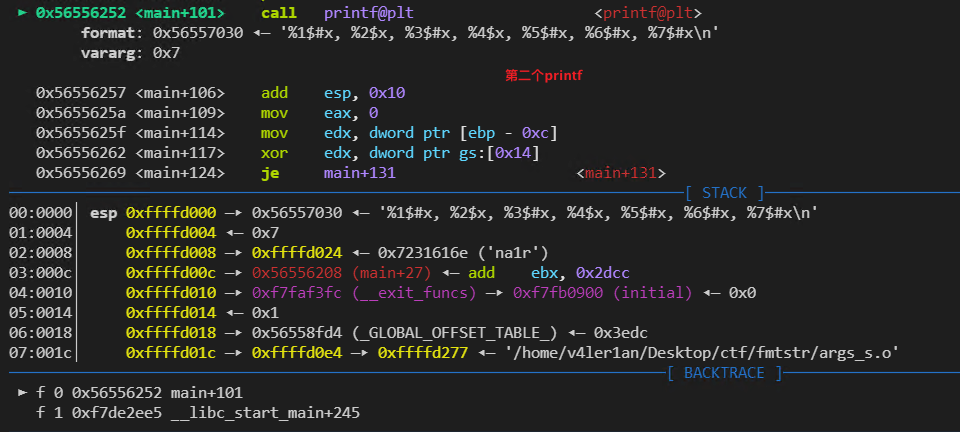 ► 0x56556252 <main+101>    call   printf@plt                      <printf@plt>
format: 0x56557030 ◂— '%1$#x, %2$x, %3$#x, %4$x, %5$#x, %6$#x, %7$#x\n'
vararg: 0x7
第二个printf
0x56556257 <main+106>    add    esp, 0x10
0x5655625a <main+109>    mov    eax, 0
0x5655625f <main+114>    mov    edx, dword ptr [ebp - 0xc]
0x56556262 <main+117>    xor    edx, dword ptr gs:[0x14]
0x56556269 <main+124>    je     main+131                      <main+131>
[ STACK ]
00:0000│ esp 0xffffd000 —▸ 0x56557030 ◂— '%1$#x, %2$x, %3$#x, %4$x, %5$#x, %6$#x, %7$#x\n'
01:0004│     0xffffd004 ◂— 0x7
02:0008│     0xffffd008 —▸ 0xffffd024 ◂— 0x7231616e ('na1r')
03:000c│     0xffffd00c —▸ 0x56556208 (main+27) ◂— add    ebx, 0x2dcc
04:0010│     0xffffd010 —▸ 0xf7faf3fc (__exit_funcs) —▸ 0xf7fb0900 (initial) ◂— 0x0
05:0014│     0xffffd014 ◂— 0x1
06:0018│     0xffffd018 —▸ 0x56558fd4 (_GLOBAL_OFFSET_TABLE_) ◂— 0x3edc
07:001c│     0xffffd01c —▸ 0xffffd0e4 —▸ 0xffffd277 ◂— '/home/v4ler1an/Desktop/ctf/fmtstr/args_s.o'
[ BACKTRACE ]
► f 0 0x56556252 main+101
f 1 0xf7de2ee5 __libc_start_main+245